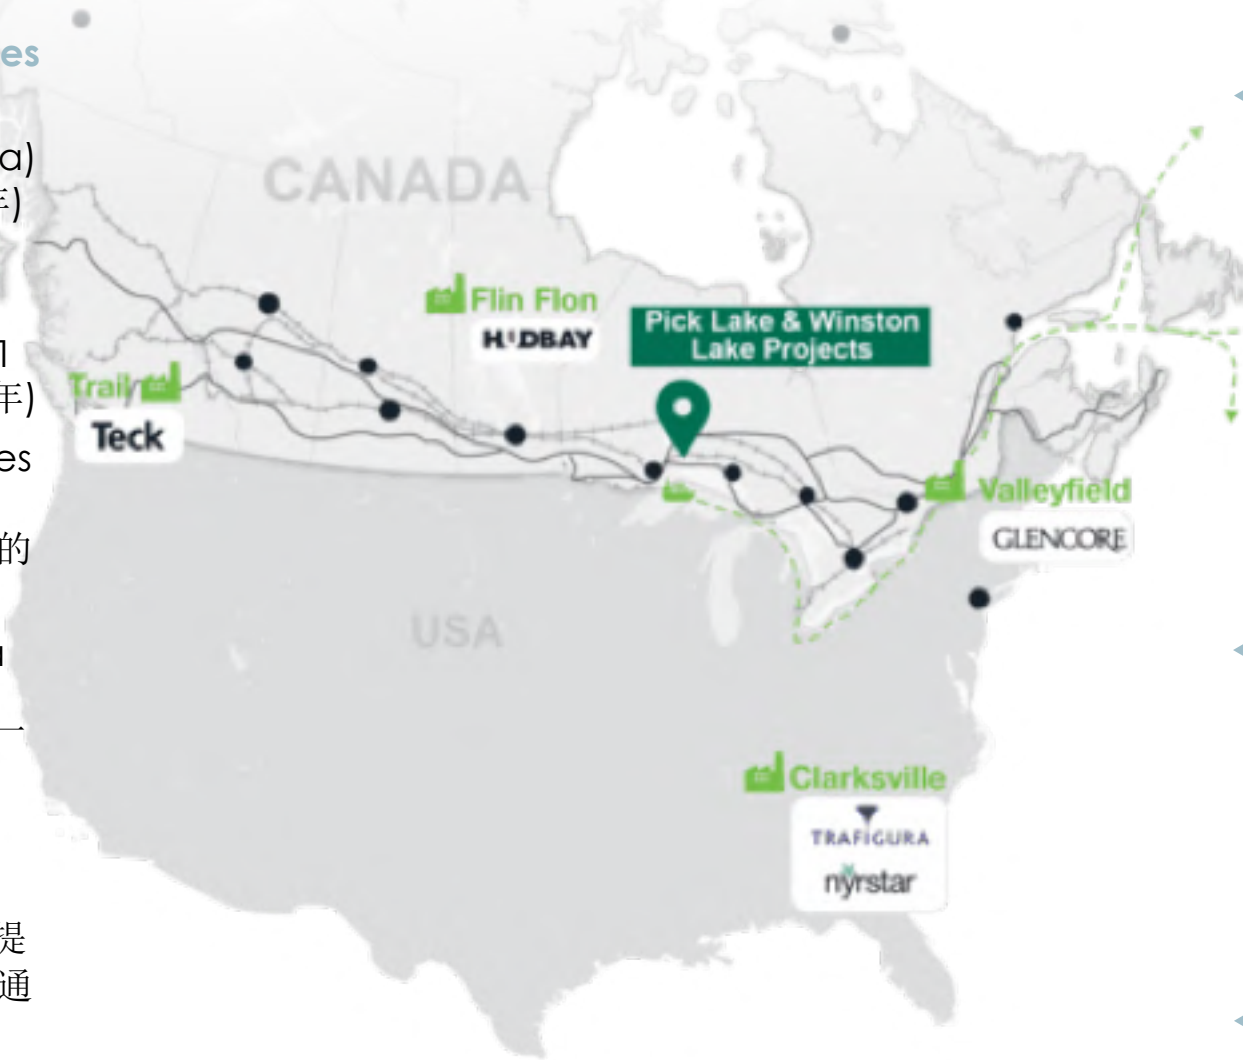 es
a)
年)
1
年)
es
的
一
提
通
CANADA
Flin Flon
HUDBAY
Pick Lake & Winston
Lake Projects
Trail
Teck
Valleyfield
GLENCORE
USA
Clarksville
TRAFIGURA
nyrstar